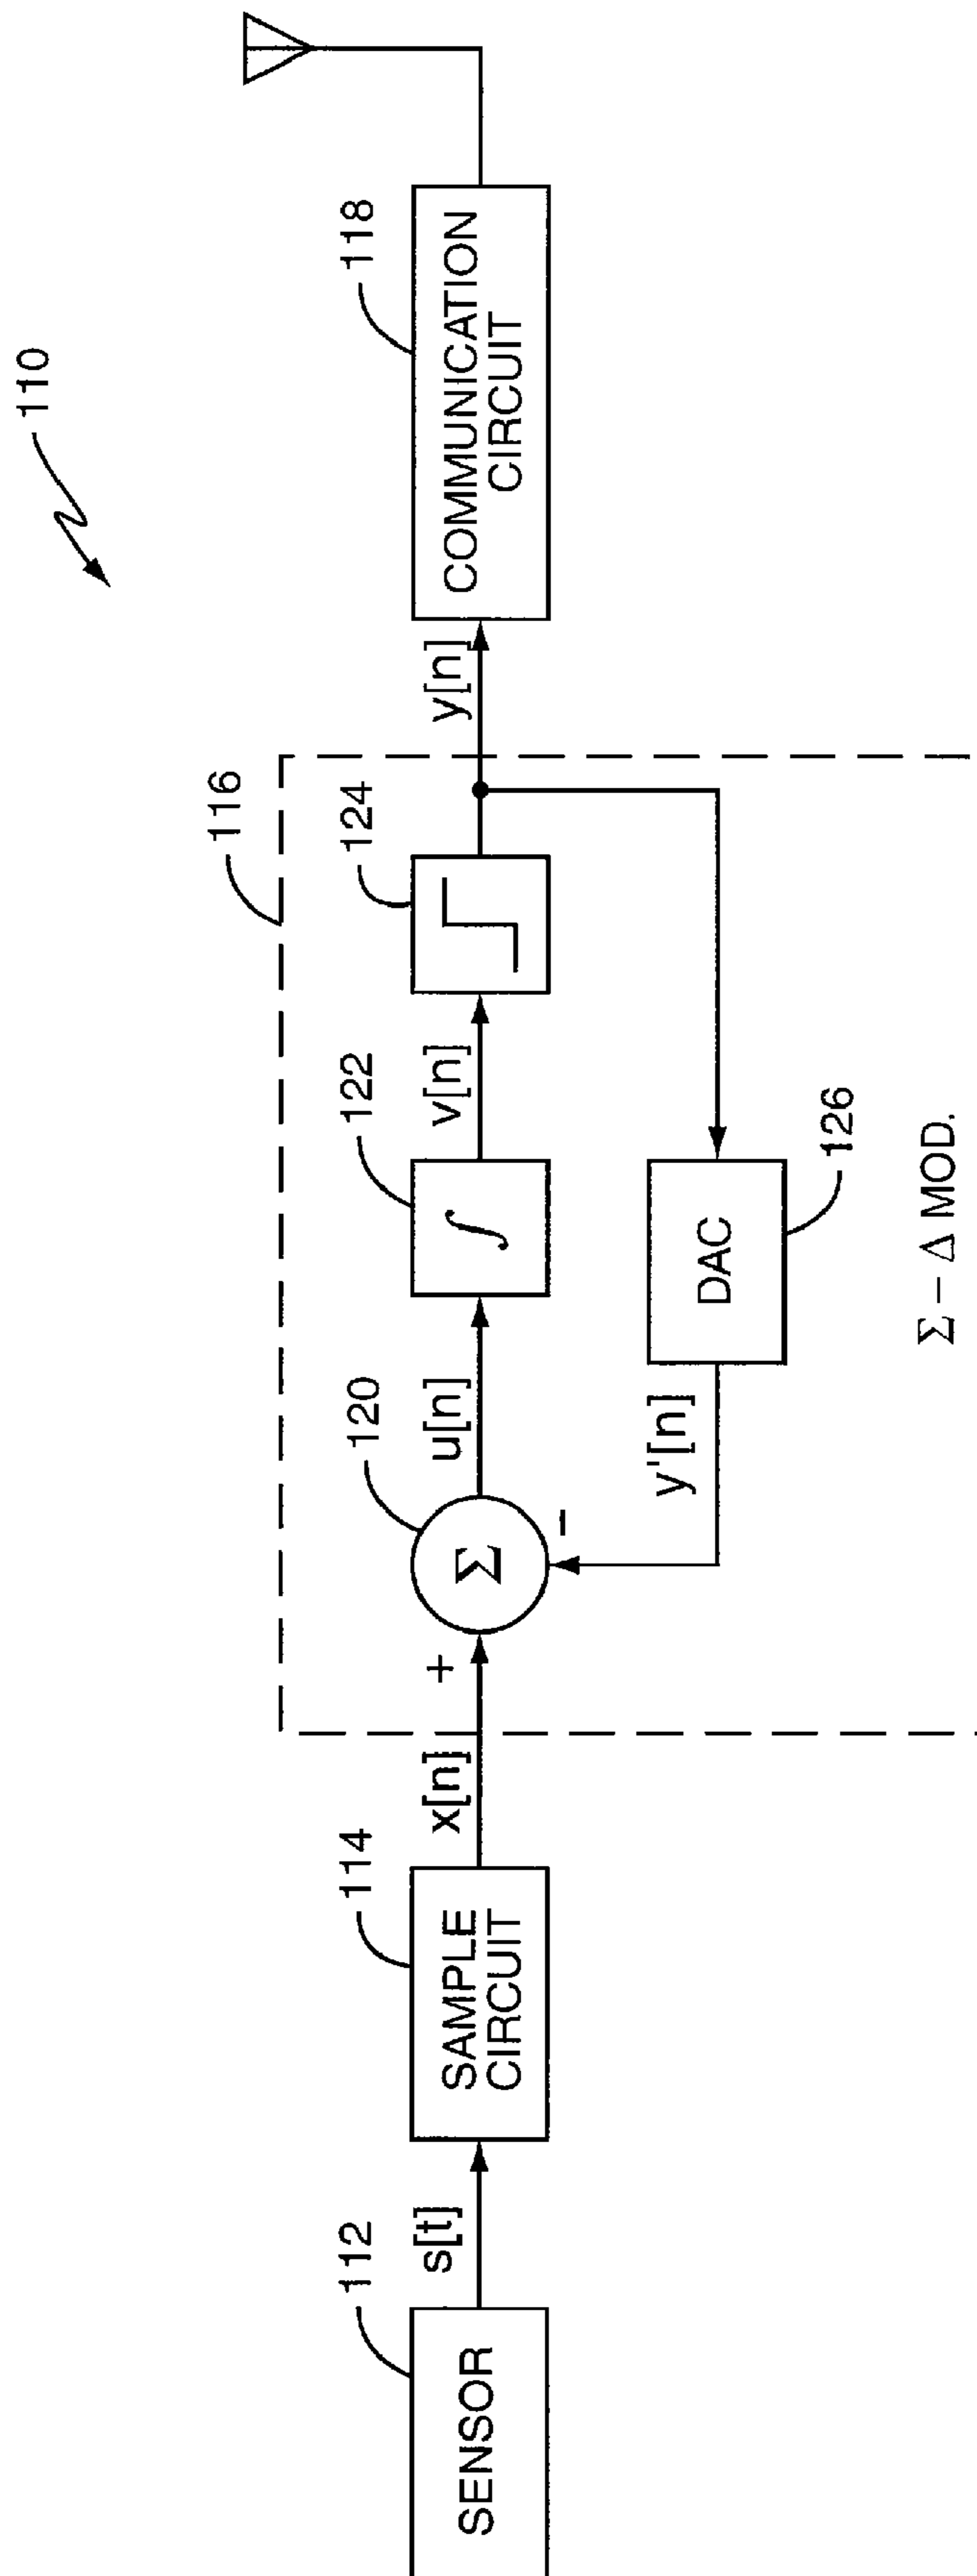 110
112
SENSOR
s[t]
114
SAMPLE
CIRCUIT
x[n]
+
116
120
Σ
-
u[n]
122
∫
v[n]
124
y[n]
118
COMMUNICATION
CIRCUIT
y'[n]
DAC
126
Σ – Δ MOD.